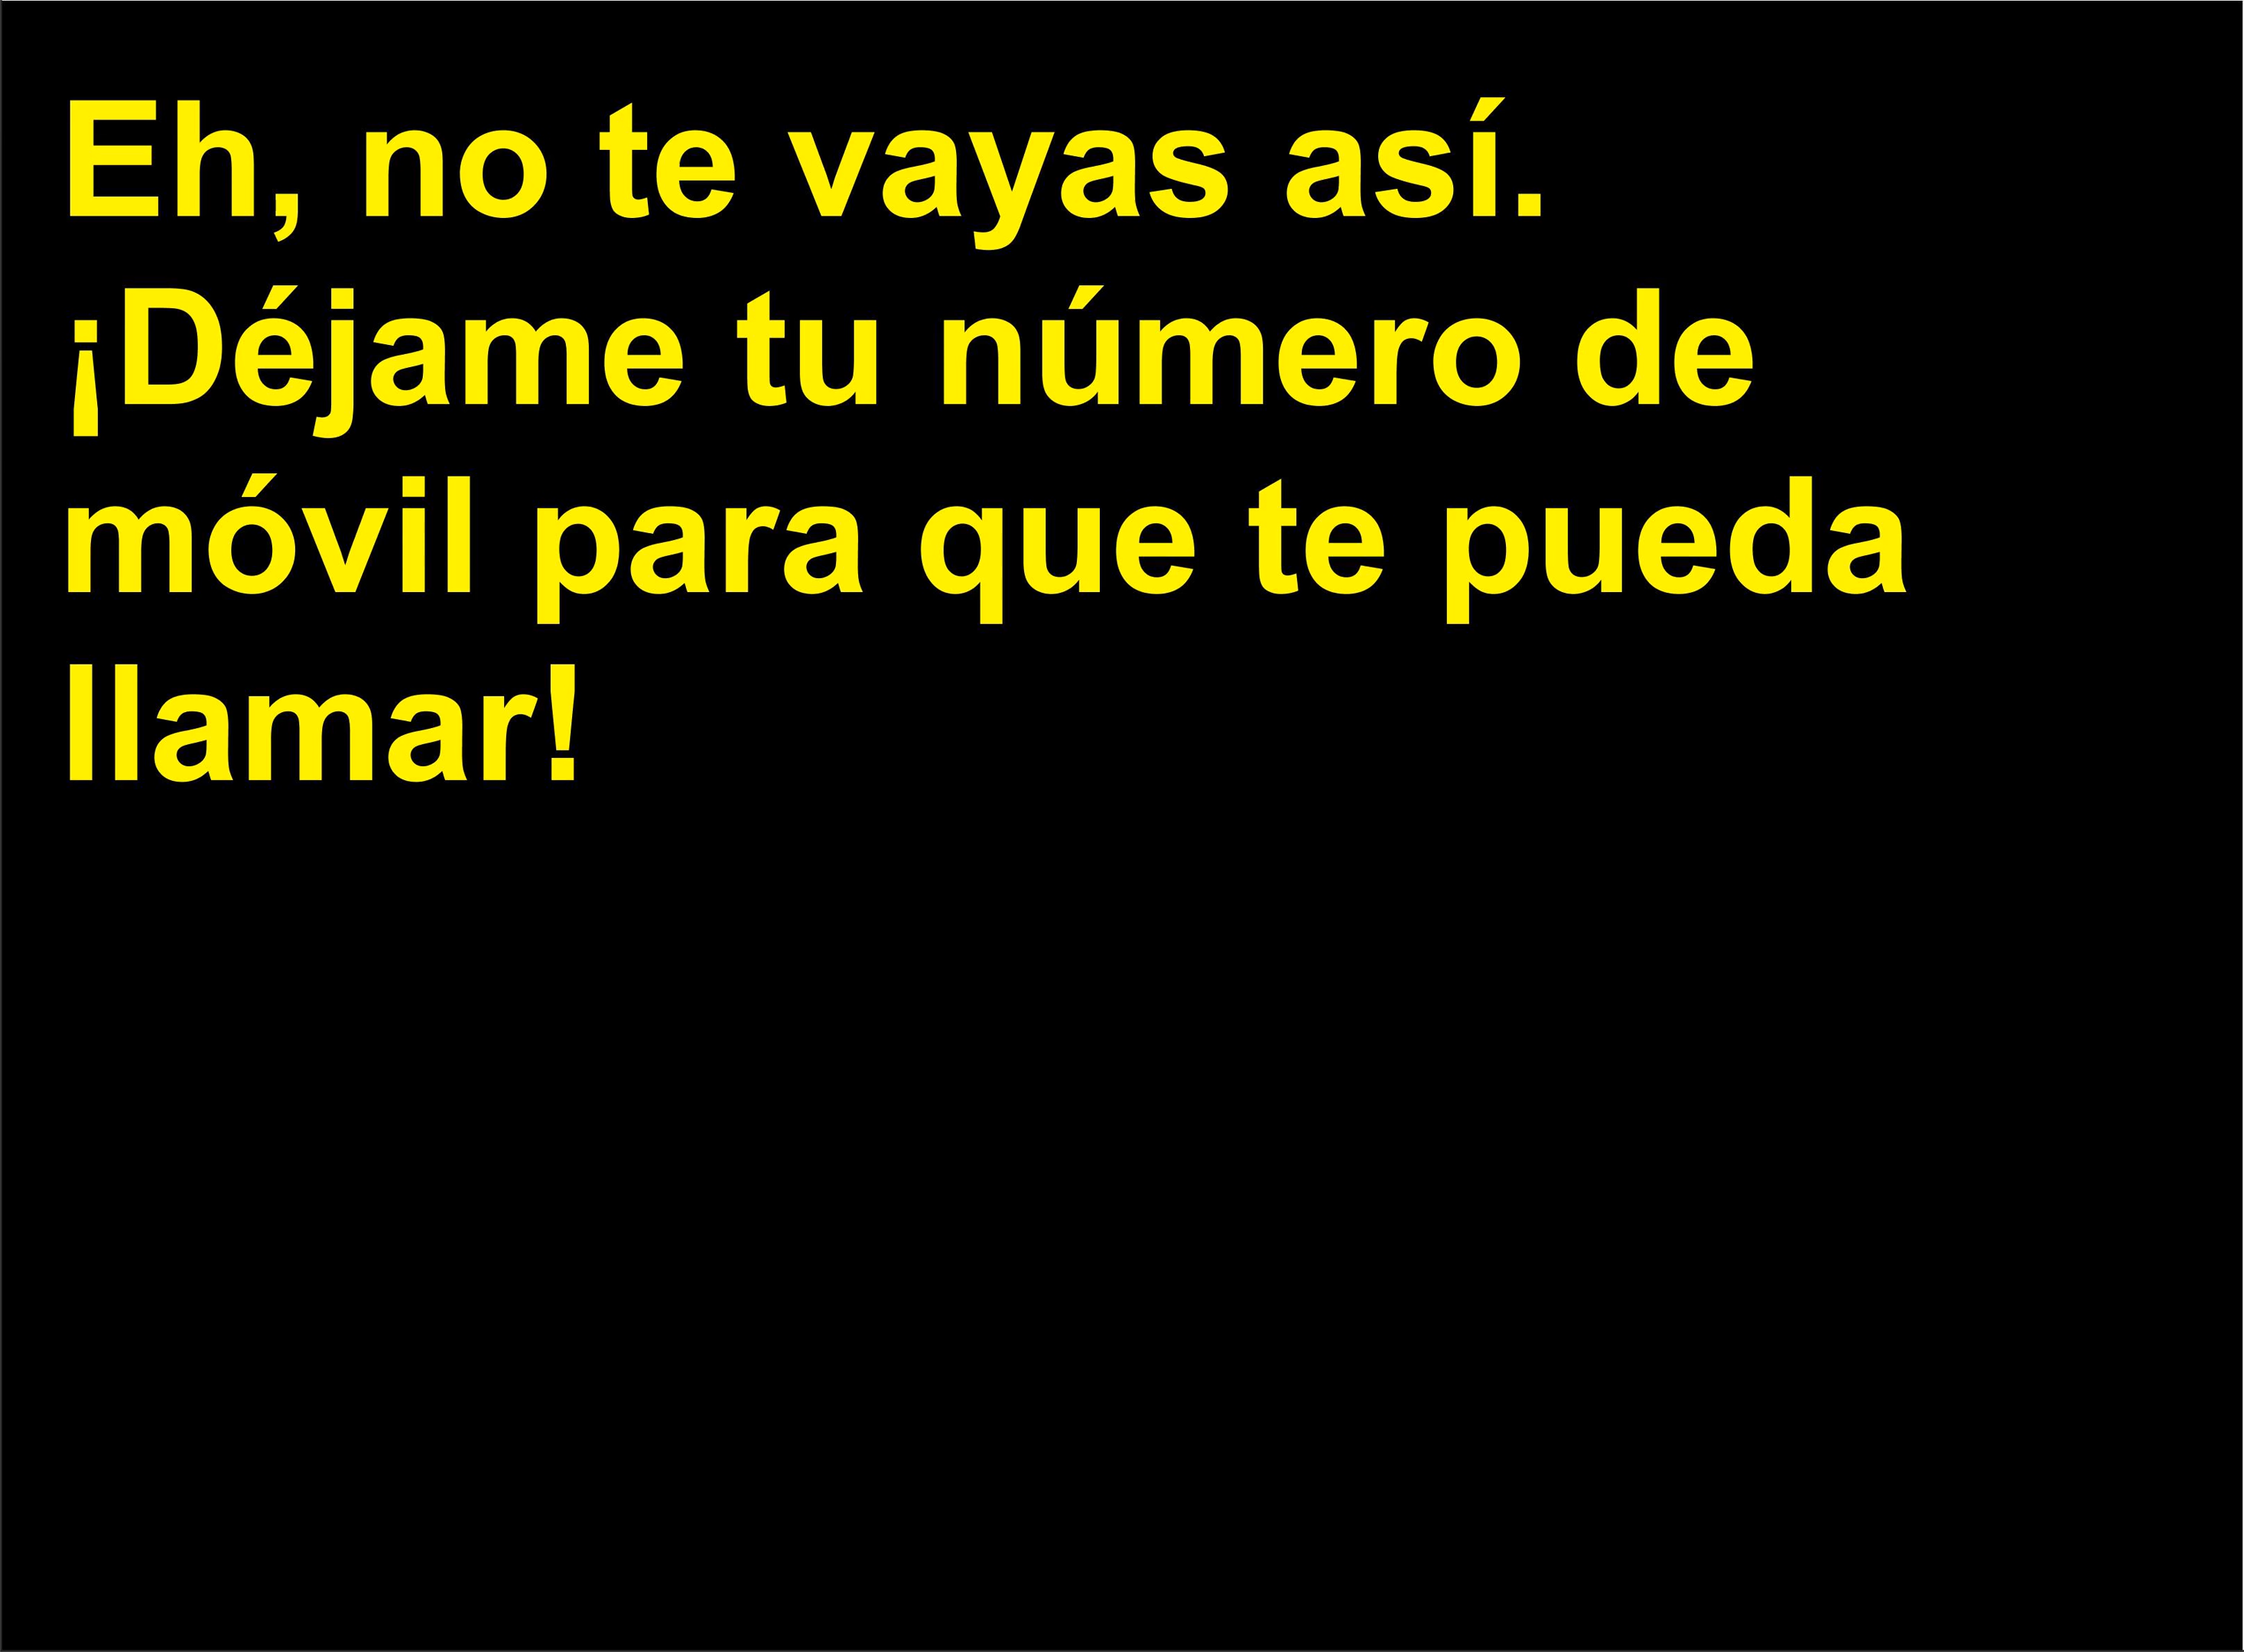 Eh, no te vayas así.
¡Déjame tu número de
móvil para que te pueda
llamar!